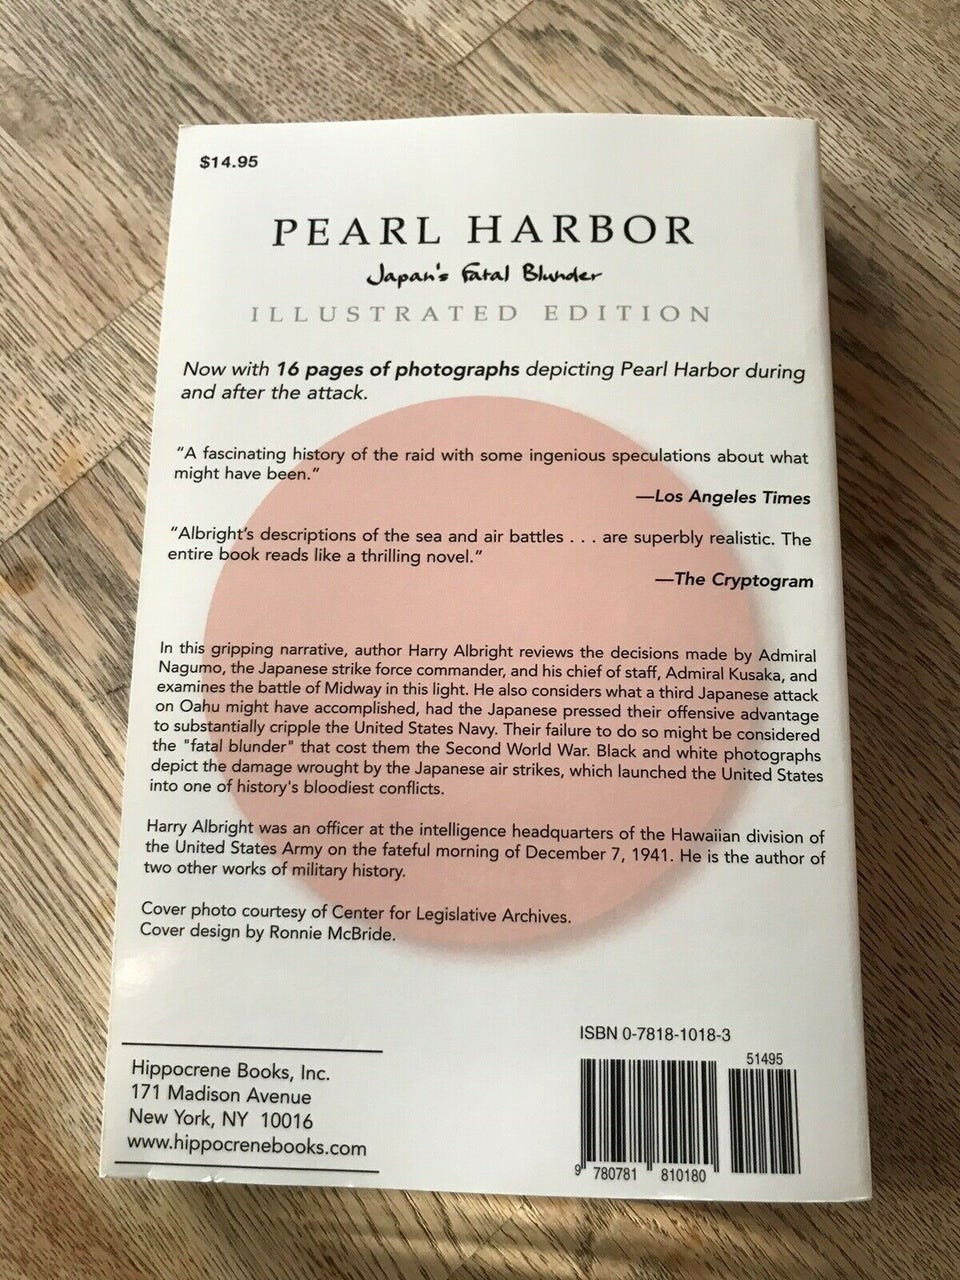 $14.95
PEARL HARBOR
Japan's Fatal Blunder
ILLUSTRATED EDITION
Now with 16 pages of photographs depicting Pearl Harbor during
and after the attack.
“A fascinating history of the raid with some ingenious speculations about what
might have been.”
—Los Angeles Times
“Albright's descriptions of the sea and air battles . . . are superbly realistic. The
entire book reads like a thrilling novel.”
—The Cryptogram
In this gripping narrative, author Harry Albright reviews the decisions made by Admiral
Nagumo, the Japanese strike force commander, and his chief of staff, Admiral Kusaka, and
examines the battle of Midway in this light. He also considers what a third Japanese attack
on Oahu might have accomplished, had the Japanese pressed their offensive advantage
to substantially cripple the United States Navy. Their failure to do so might be considered
the "fatal blunder" that cost them the Second World War. Black and white photographs
depict the damage wrought by the Japanese air strikes, which launched the United States
into one of history's bloodiest conflicts.
Harry Albright was an officer at the intelligence headquarters of the Hawaiian division of
the United States Army on the fateful morning of December 7, 1941. He is the author of
two other works of military history.
Cover photo courtesy of Center for Legislative Archives.
Cover design by Ronnie McBride.
Hippocrene Books, Inc.
171 Madison Avenue
New York, NY 10016
www.hippocrenebooks.com
ISBN 0-7818-1018-3
51495
9 780781 810180